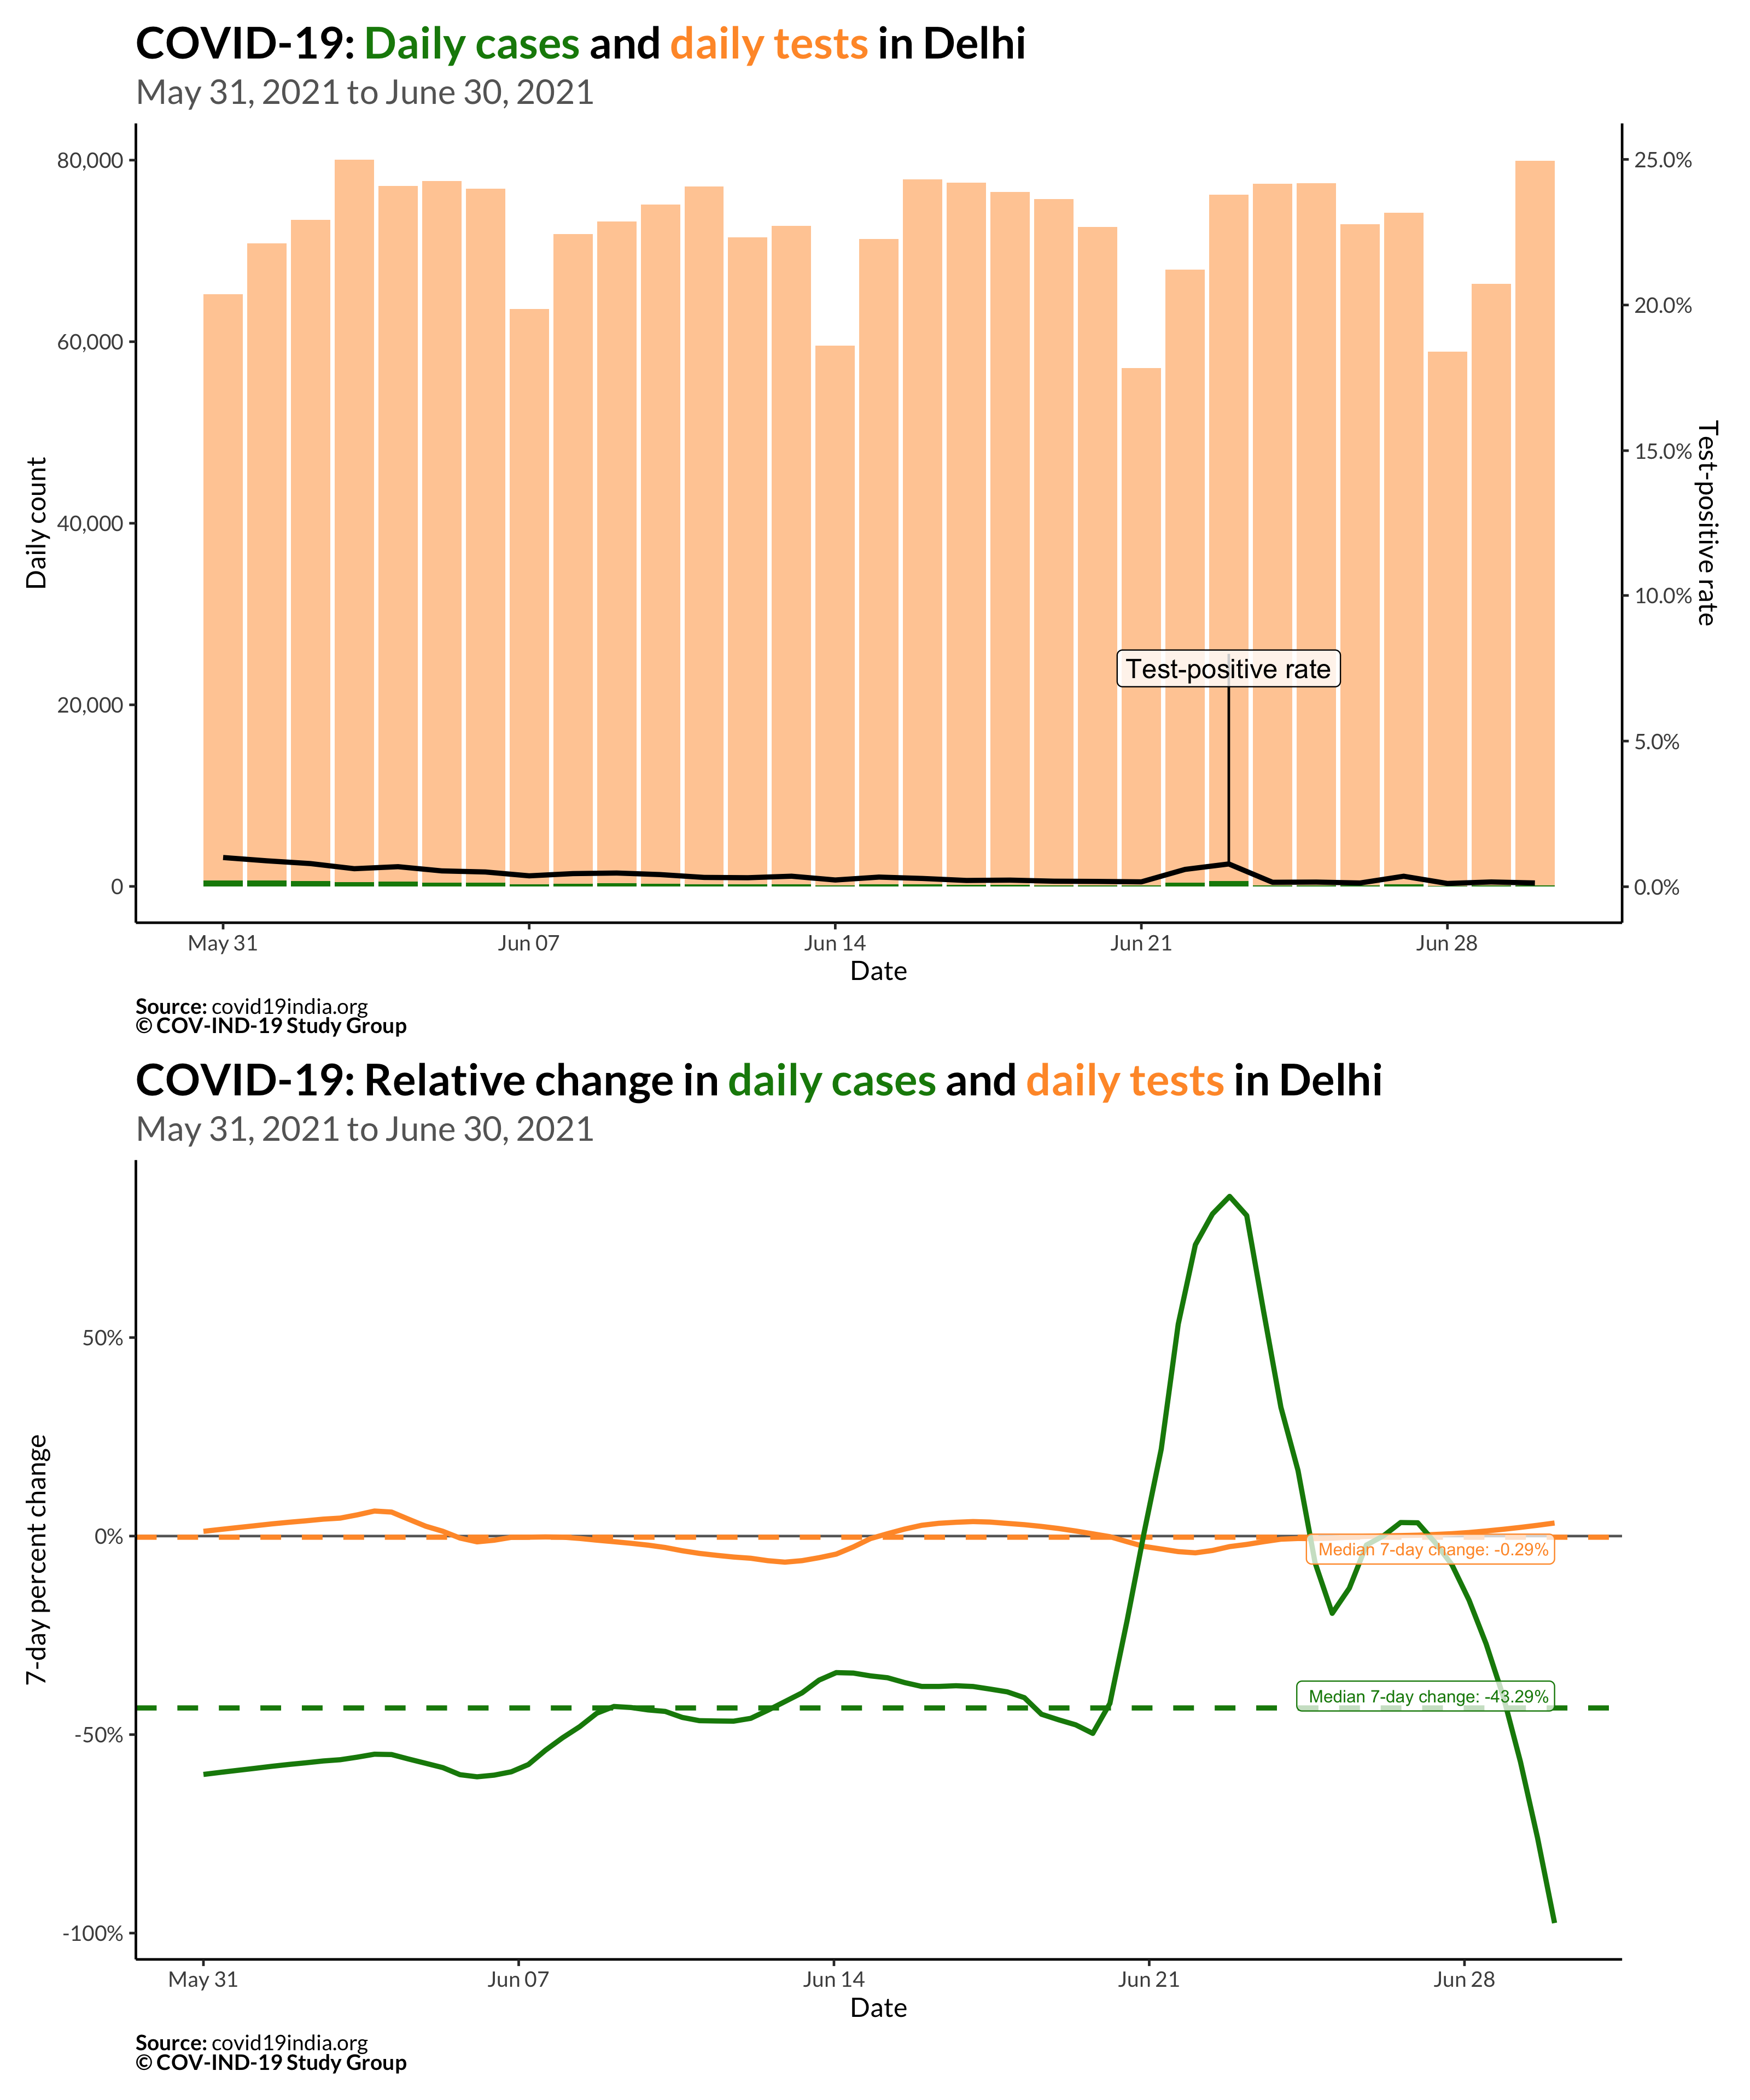 COVID-19: Daily cases and daily tests in Delhi
May 31, 2021 to June 30, 2021
80,000
60,000
40,000
20,000
0
Daily count
25.0%
20.0%
15.0%
10.0%
5.0%
0.0%
Test-positive rate
Test-positive rate
May 31
Jun 07
Jun 14
Jun 21
Jun 28
Date
Source: covid19india.org
© COV-IND-19 Study Group
COVID-19: Relative change in daily cases and daily tests in Delhi
May 31, 2021 to June 30, 2021
50%
0%
-50%
-100%
7-day percent change
Median 7-day change: -0.29%
Median 7-day change: -43.29%
May 31
Jun 07
Jun 14
Jun 21
Jun 28
Date
Source: covid19india.org
© COV-IND-19 Study Group